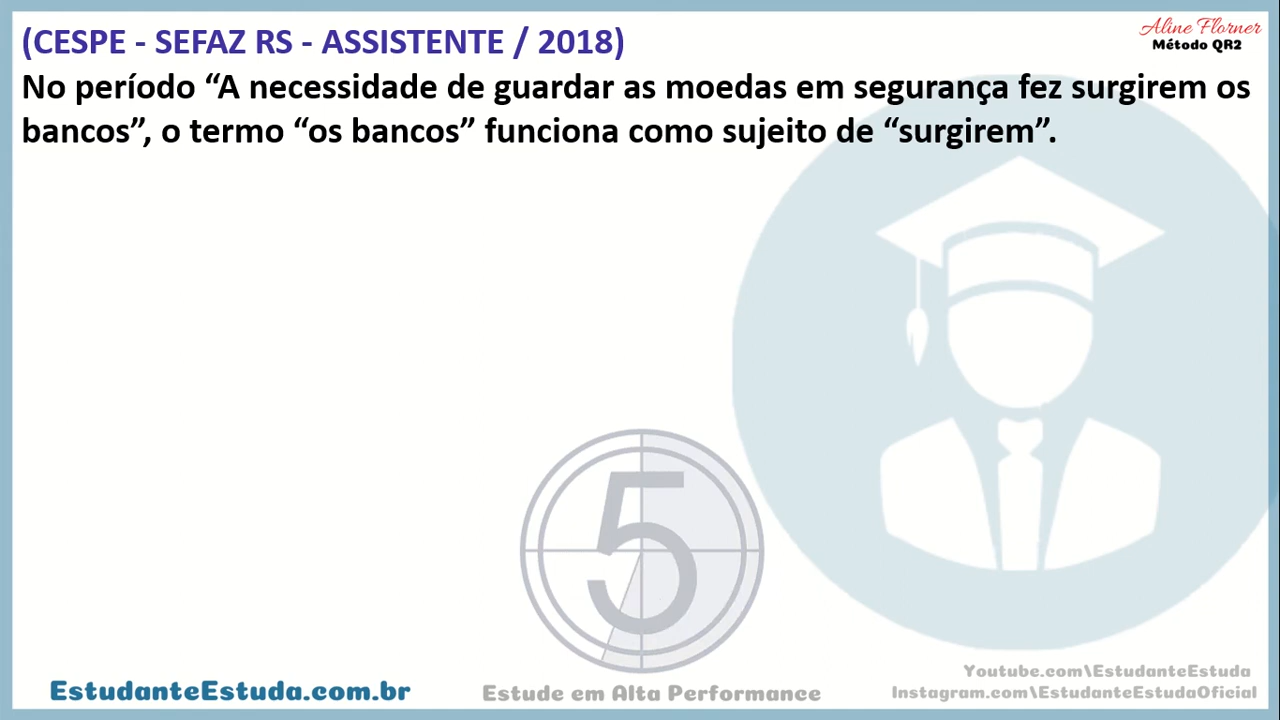 (CESPE - SEFAZ RS - ASSISTENTE / 2018)
Aline Florner
Método QR2
No período “A necessidade de guardar as moedas em segurança fez surgirem os
bancos”, o termo “os bancos” funciona como sujeito de “surgirem”.
5
EstudanteEstuda.com.br
Estude em Alta Performance
Youtube.com\EstudanteEstuda
Instagram.com\EstudanteEstudaOficial